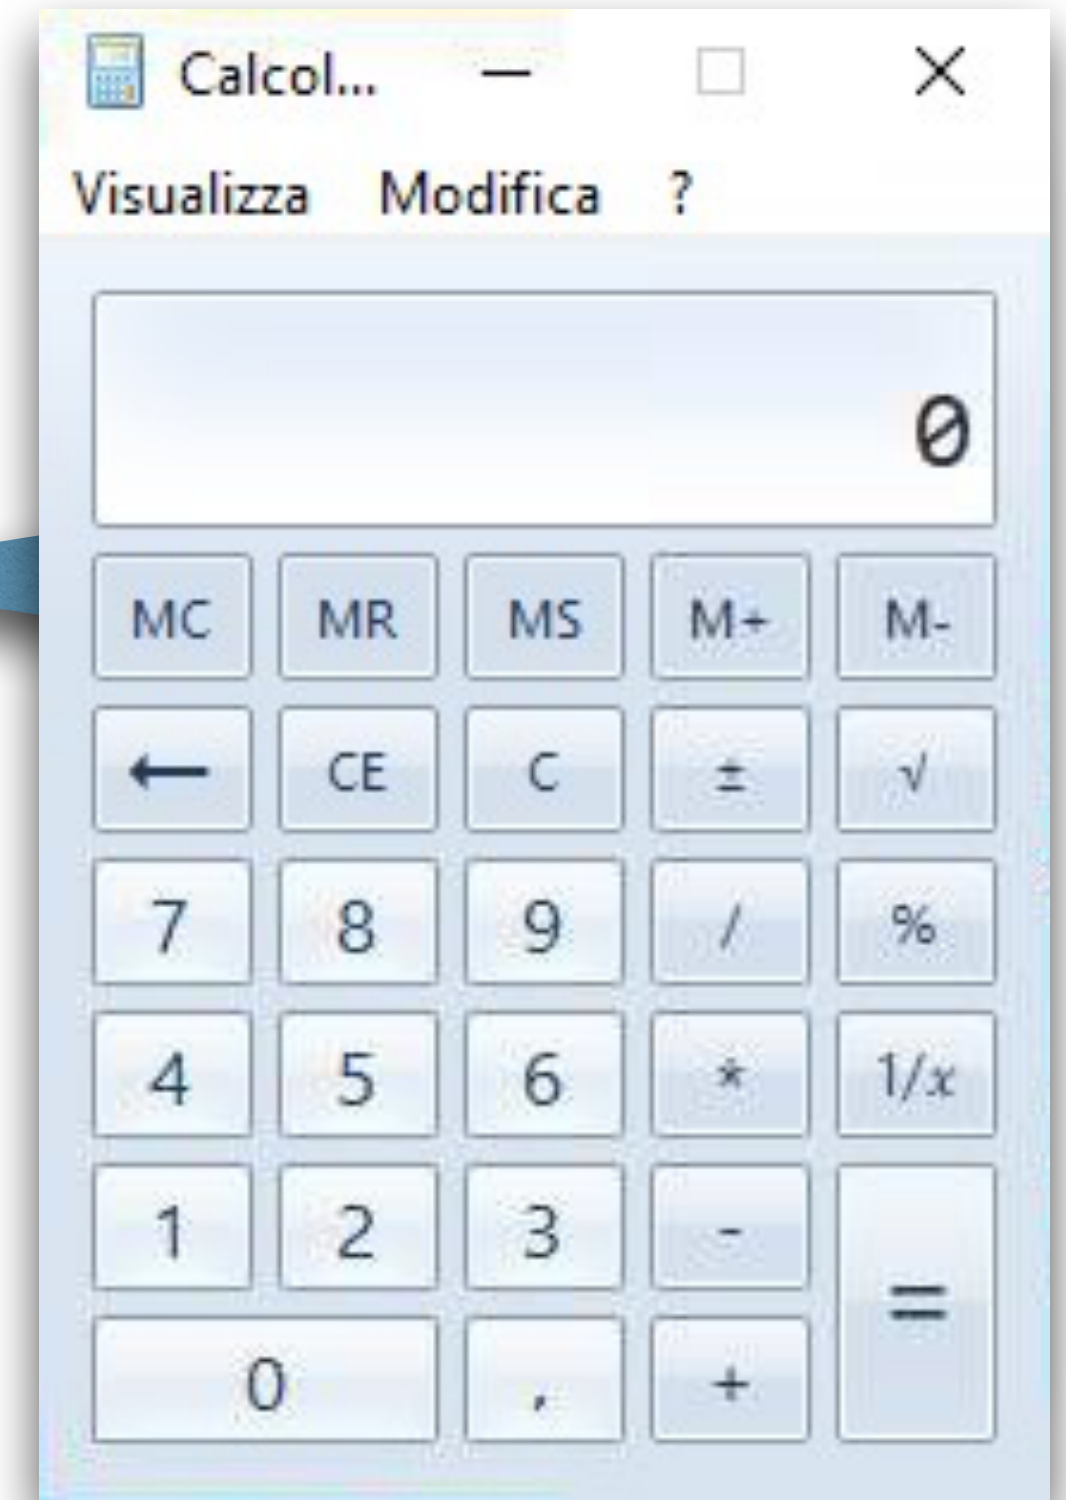 Calcol...
Visualizza Modifica ?
0
MC MR MS M+ M-
← CE C ± √
7 8 9 / %
4 5 6 * 1/x
1 2 3 - =
0 , +